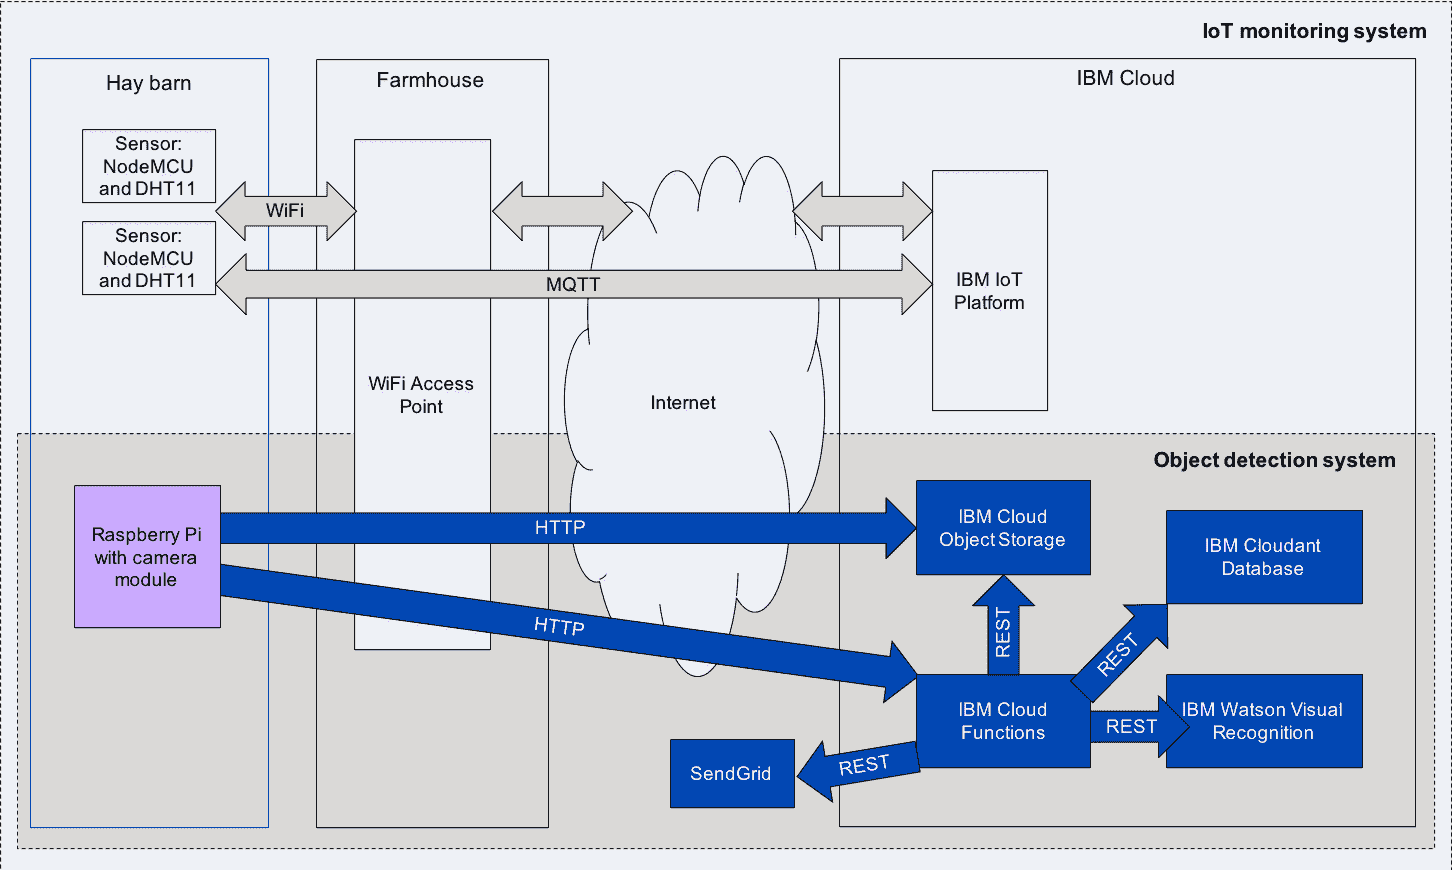 IoT monitoring system
Hay barn
Farmhouse
IBM Cloud
Sensor:
NodeMCU
and DHT11
WiFi
Sensor:
NodeMCU
and DHT11
MQTT
IBM IoT
Platform
WiFi Access
Point
Internet
Object detection system
Raspberry Pi
with camera
module
HTTP
HTTP
IBM Cloud
Object Storage
IBM Cloudant
Database
REST
REST
IBM Cloud
Functions
REST
IBM Watson Visual
Recognition
REST
SendGrid